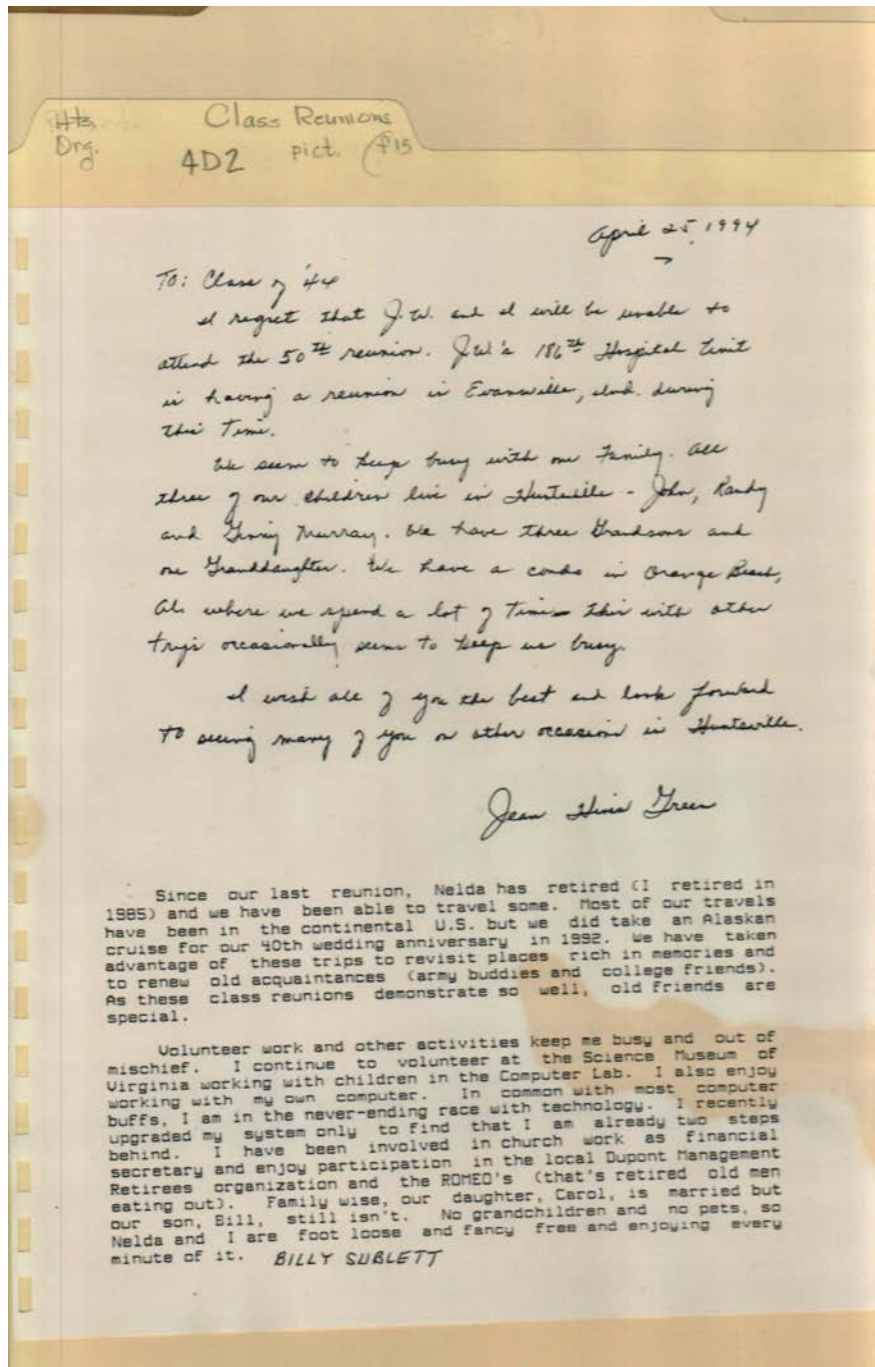 Hts.
Class Reunions
Org.
4D2 pict.
April 25, 1994
To: Class of '44
I regret that J.W. and I will be unable to
attend the 50th reunion. J.W.'s 186th Hospital Unit
is having a reunion in Evansville, Ind. during
this time.
We seem to keep busy with our Family. All
three of our children live in Huntsville - John, Randy
and Ginny Murray. We have three Grandsons and
one Granddaughter. We have a condo in Orange Beach,
Al. where we spend a lot of time - this with other
trips occasionally seem to keep us busy.
I wish all of you the best and look forward
to seeing many of you on other occasions in Huntsville.
Jean Green
Since our last reunion, Nelda has retired (I retired in
1985) and we have been able to travel some. Most of our travels
have been in the continental U.S. but we did take an Alaskan
cruise for our 40th wedding anniversary in 1992. We have taken
advantage of these trips to revisit places rich in memories and
to renew old acquaintances (army buddies and college friends).
As these class reunions demonstrate so well, old friends are
special.
Volunteer work and other activities keep me busy and out of
mischief. I continue to volunteer at the Science Museum of
Virginia working with children in the Computer Lab. I also enjoy
working with my own computer. In common with most computer
buffs, I am in the never-ending race with technology. I recently
upgraded my system only to find that I am already two steps
behind. I have been involved in church work as financial
secretary and enjoy participation in the local Dupont Management
Retirees organization and the ROMEO's (that's retired old men
eating out). Family wise, our daughter, Carol, is married but
our son, Bill, still isn't. No grandchildren and no pets, so
Nelda and I are foot loose and fancy free and enjoying every
minute of it. BILLY SUBLETT